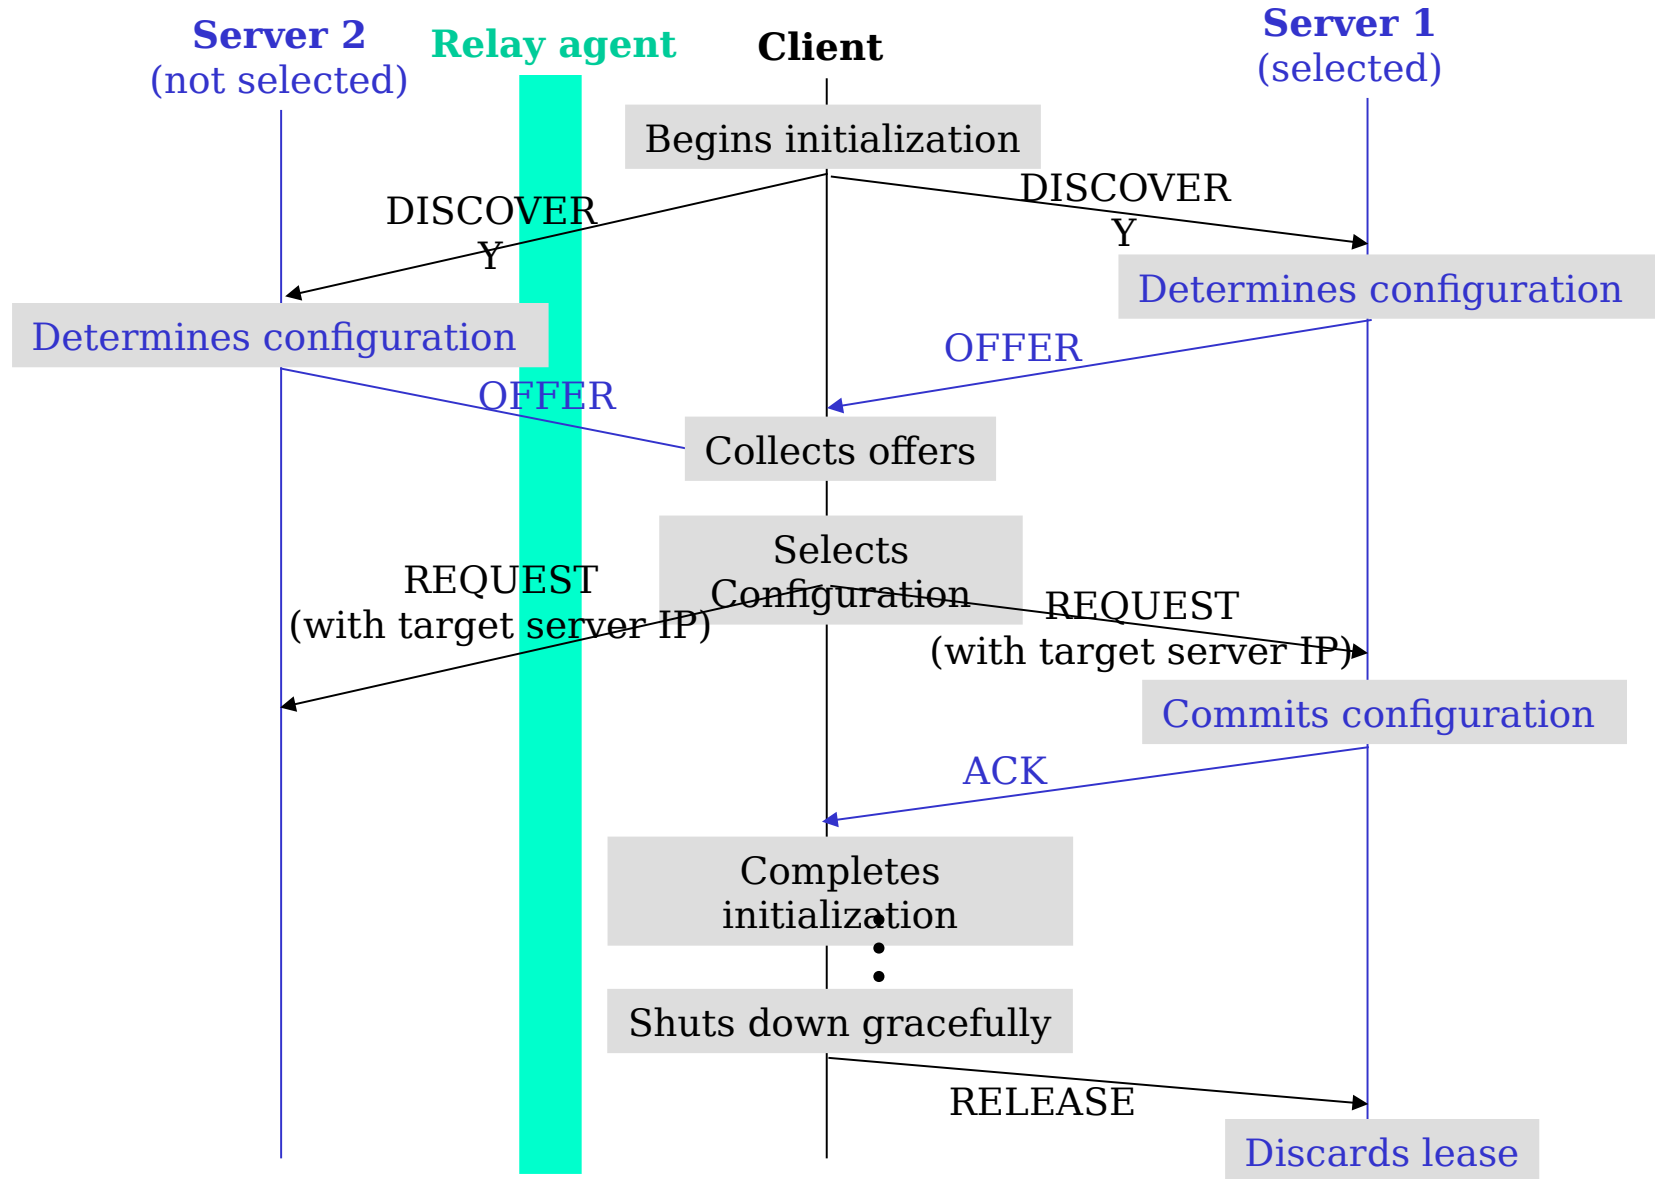 Server 2
(not selected)
Relay agent
Client
Server 1
(selected)
Begins initialization
DISCOVER
Y
DISCOVER
Y
Determines configuration
Determines configuration
OFFER
OFFER
Collects offers
Selects
Configuration
REQUEST
(with target server IP)
REQUEST
(with target server IP)
Commits configuration
ACK
Completes
initialization
Shuts down gracefully
RELEASE
Discards lease